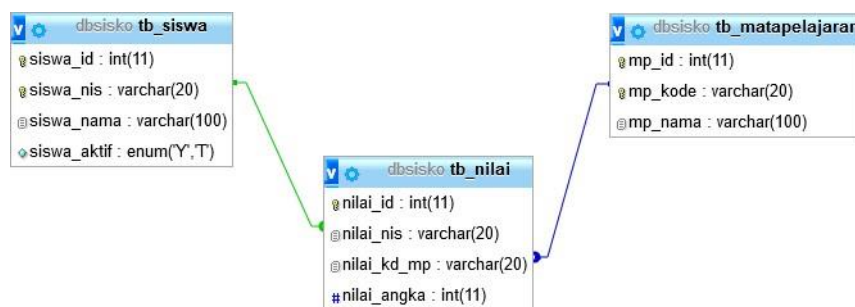 dbsisko tb_siswa
siswa_id : int(11)
siswa_nis : varchar(20)
siswa_nama : varchar(100)
siswa_aktif : enum('Y','T')
dbsisko tb_nilai
nilai_id : int(11)
nilai_nis : varchar(20)
nilai_kd_mp : varchar(20)
nilai_angka : int(11)
dbsisko tb_matapelajaran
mp_id : int(11)
mp_kode : varchar(20)
mp_nama : varchar(100)